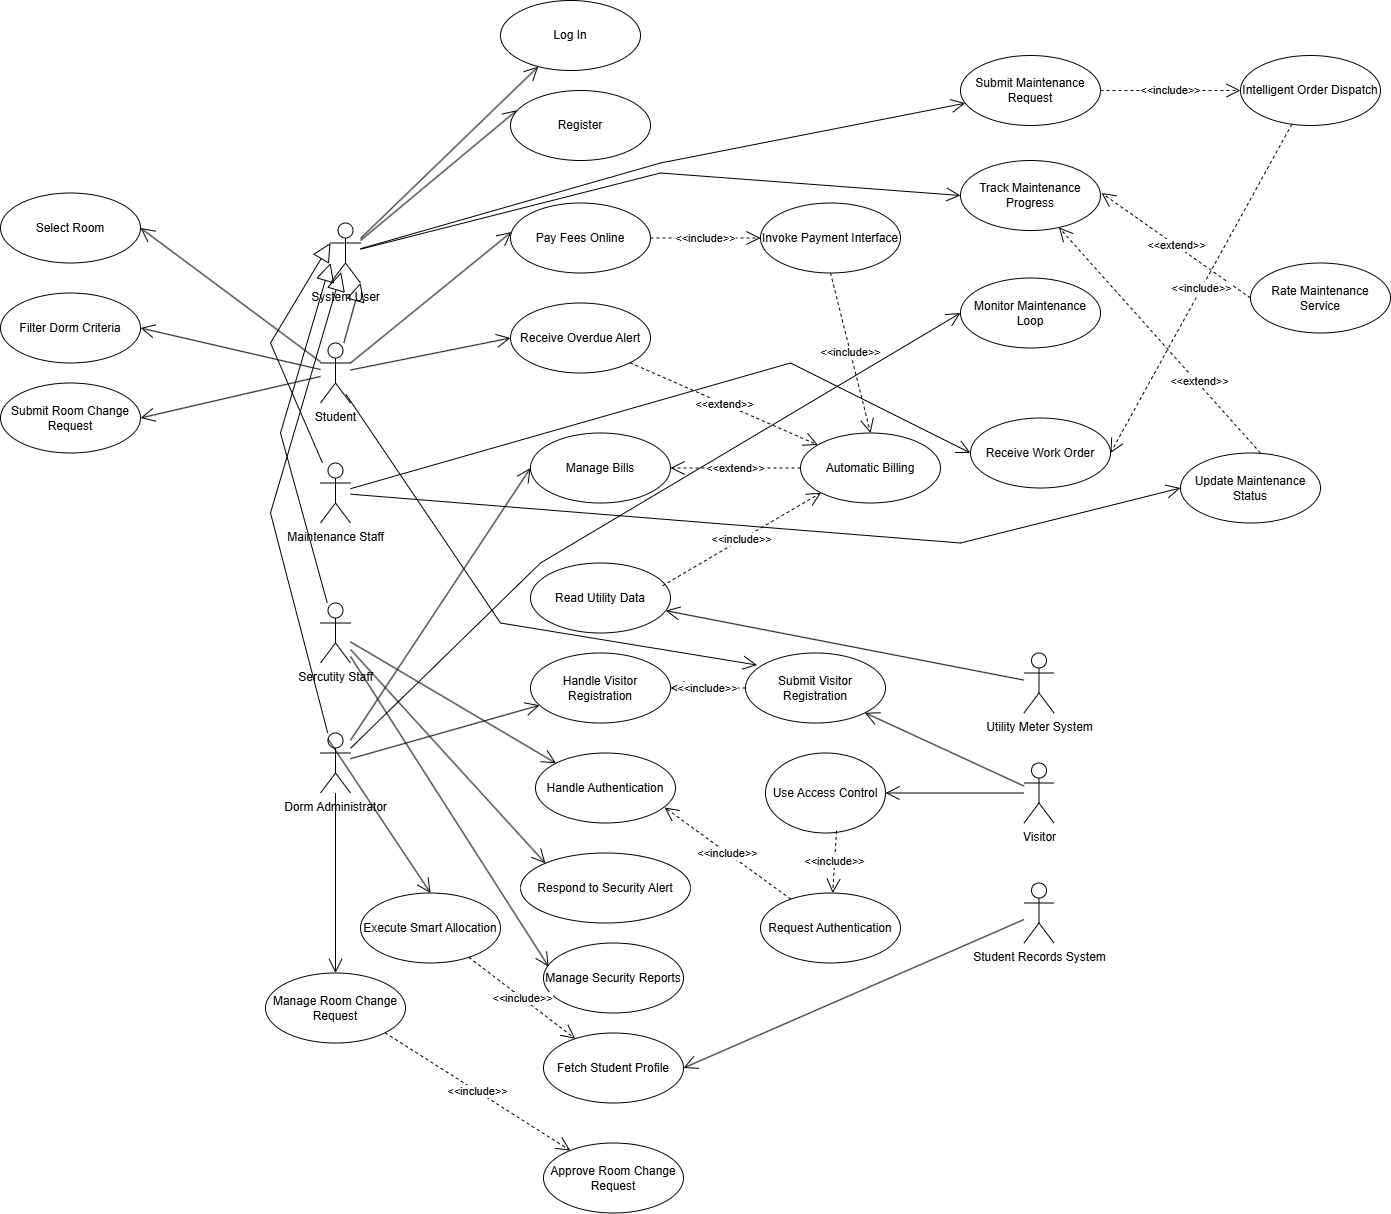 Log In
Submit Maintenance
Request
<<include>>
Intelligent Order Dispatch
Register
Track Maintenance
Progress
Select Room
Pay Fees Online
<<include>>
Invoke Payment Interface
<<extend>>
<<include>>
System User
Rate Maintenance
Service
Filter Dorm Criteria
Monitor Maintenance
Loop
Receive Overdue Alert
<<include>>
<<extend>>
Submit Room Change
Request
Student
<<extend>>
Manage Bills
<<extend>>
Automatic Billing
Receive Work Order
Update Maintenance
Status
Maintenance Staff
<<include>>
Read Utility Data
Sercutity Staff
Handle Visitor
Registration
<<include>>
Submit Visitor
Registration
Utility Meter System
Handle Authentication
Use Access Control
Dorm Administrator
Visitor
<<include>>
<<include>>
Respond to Security Alert
Execute Smart Allocation
Request Authentication
Student Records System
Manage Security Reports
<<include>>
Manage Room Change
Request
Fetch Student Profile
<<include>>
Approve Room Change
Request